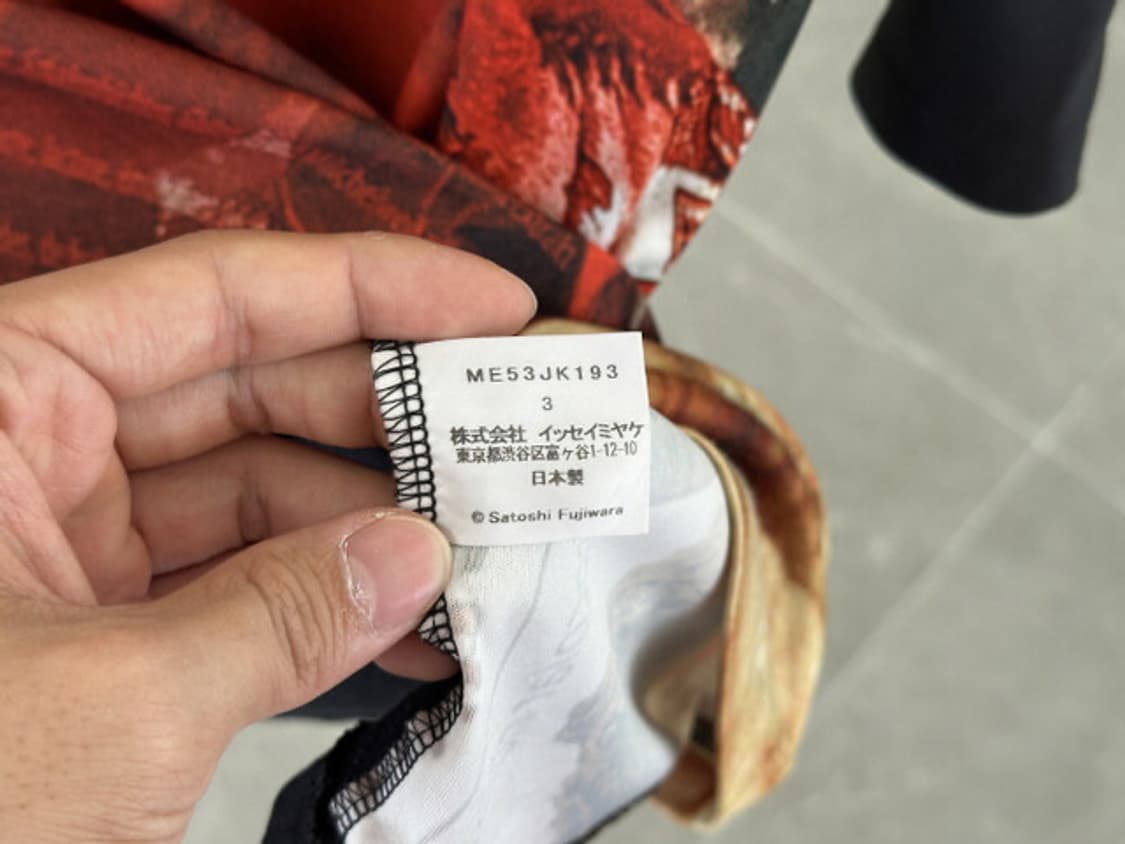 ME53JK193
3
株式会社 イッセイミヤケ
東京都渋谷区富ヶ谷1-12-10
日本製
© Satoshi Fujiwara